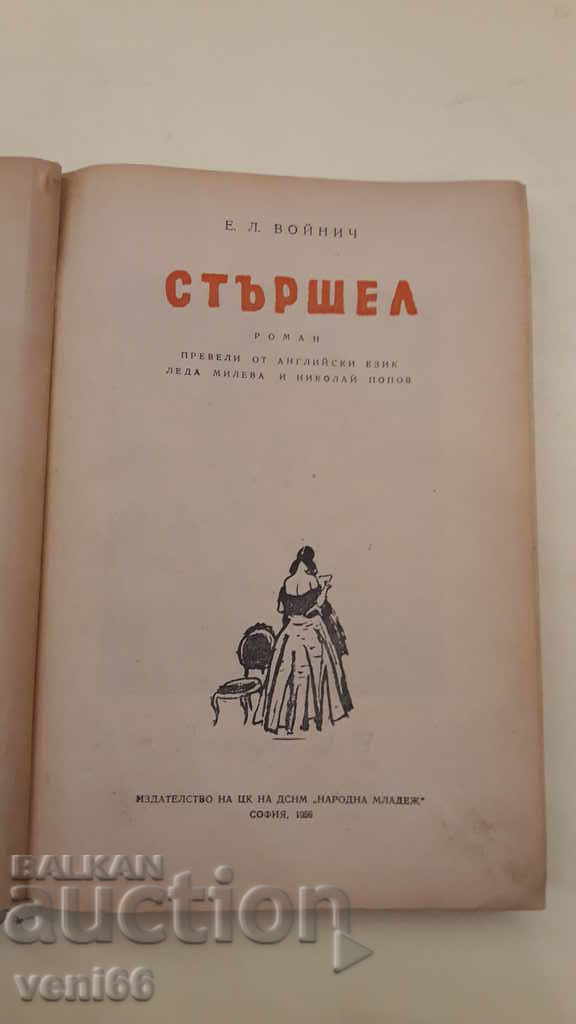 Е. Л. ВОЙНИЧ
СТЪРШЕЛ
РОМАН
ПРЕВЕЛИ ОТ АНГЛИЙСКИ ЕЗИК
ЛЕДА МИЛЕВА И НИКОЛАЙ ПОПОВ
ИЗДАТЕЛСТВО НА ЦК НА ДСНМ „НАРОДНА МЛАДЕЖ“
СОФИЯ, 1956
BALKAN
auction
veni66